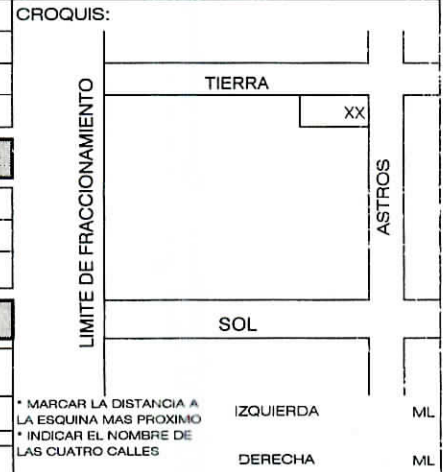 CROQUIS:
TIERRA
XX
LIMITE DE FRACCIONAMIENTO
ASTROS
SOL
* MARCAR LA DISTANCIA A
LA ESQUINA MAS PROXIMO
* INDICAR EL NOMBRE DE
LAS CUATRO CALLES
IZQUIERDA ML
DERECHA ML